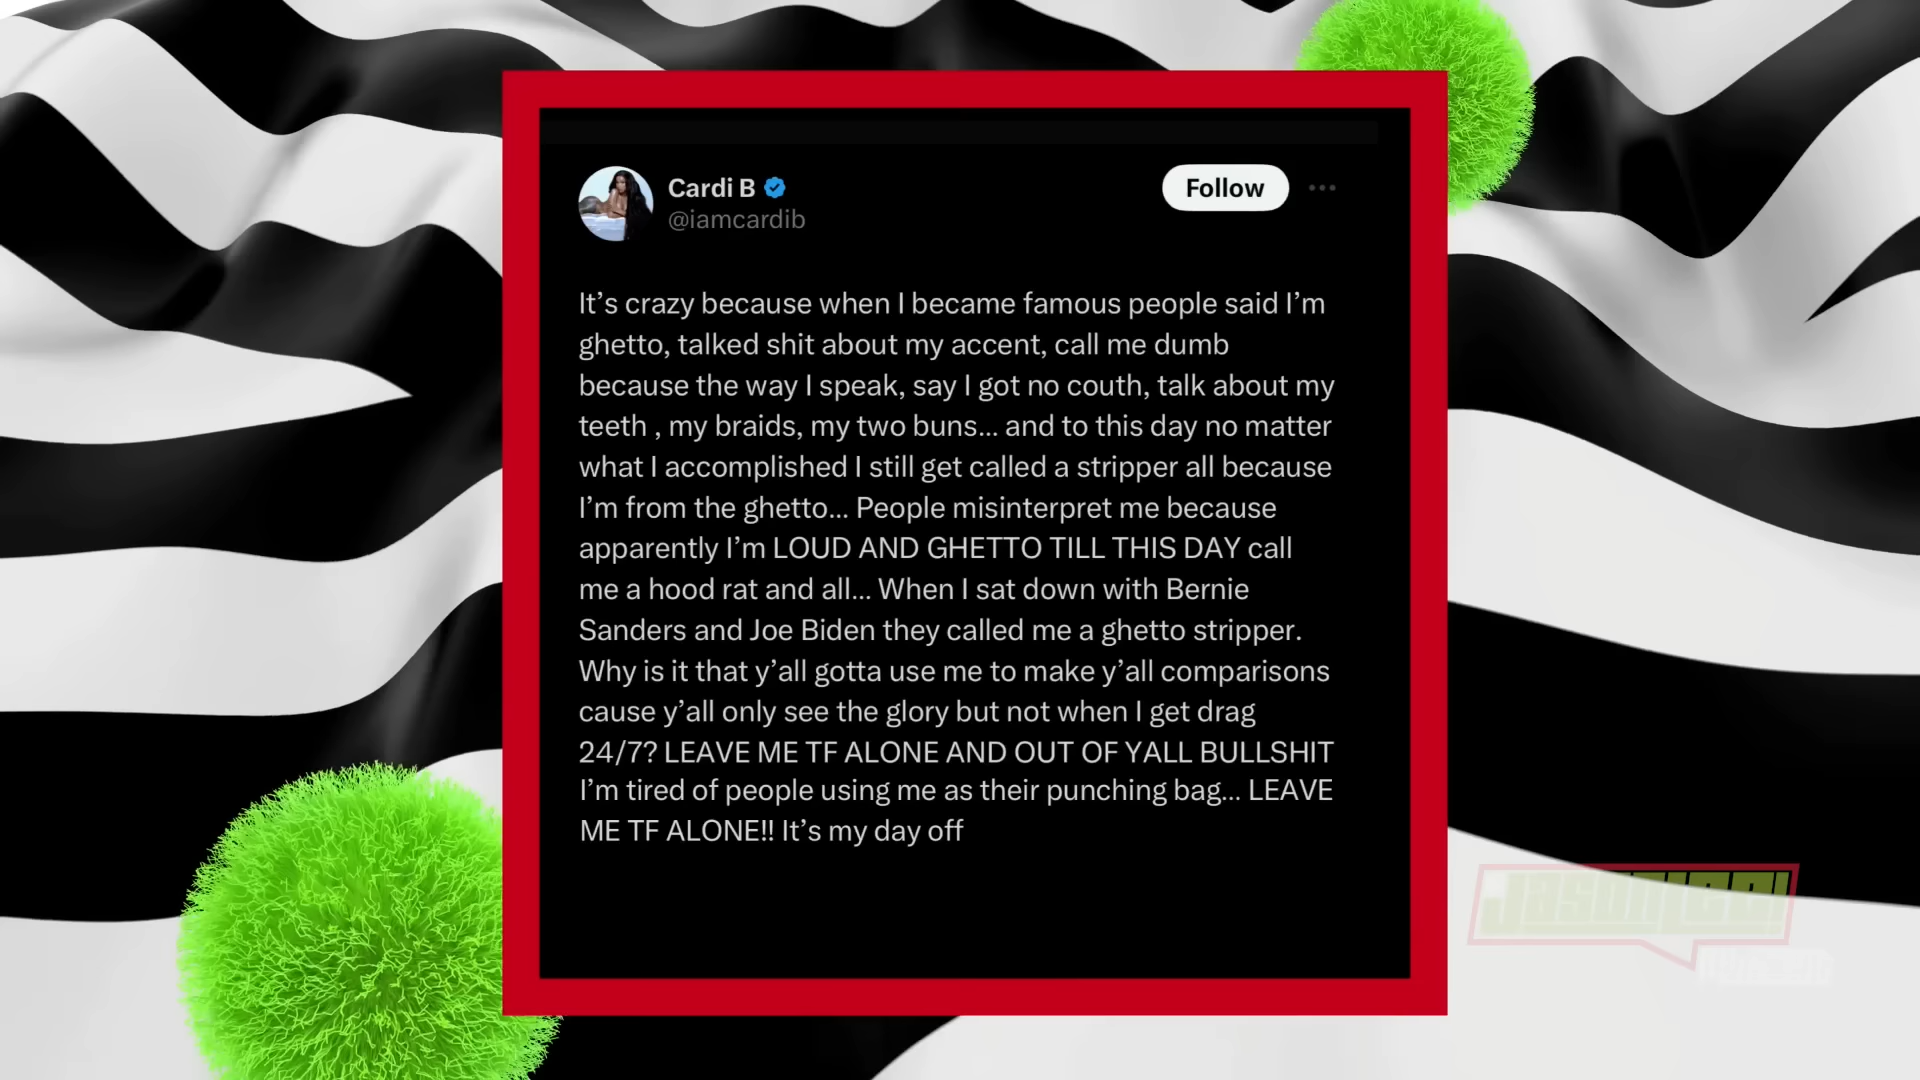 Cardi B
@iamcardib
Follow
It’s crazy because when I became famous people said I’m
ghetto, talked shit about my accent, call me dumb
because the way I speak, say I got no couth, talk about my
teeth , my braids, my two buns... and to this day no matter
what I accomplished I still get called a stripper all because
I’m from the ghetto... People misinterpret me because
apparently I’m LOUD AND GHETTO TILL THIS DAY call
me a hood rat and all... When I sat down with Bernie
Sanders and Joe Biden they called me a ghetto stripper.
Why is it that y’all gotta use me to make y’all comparisons
cause y’all only see the glory but not when I get drag
24/7? LEAVE ME TF ALONE AND OUT OF YALL BULLSHIT
I’m tired of people using me as their punching bag... LEAVE
ME TF ALONE!! It’s my day off